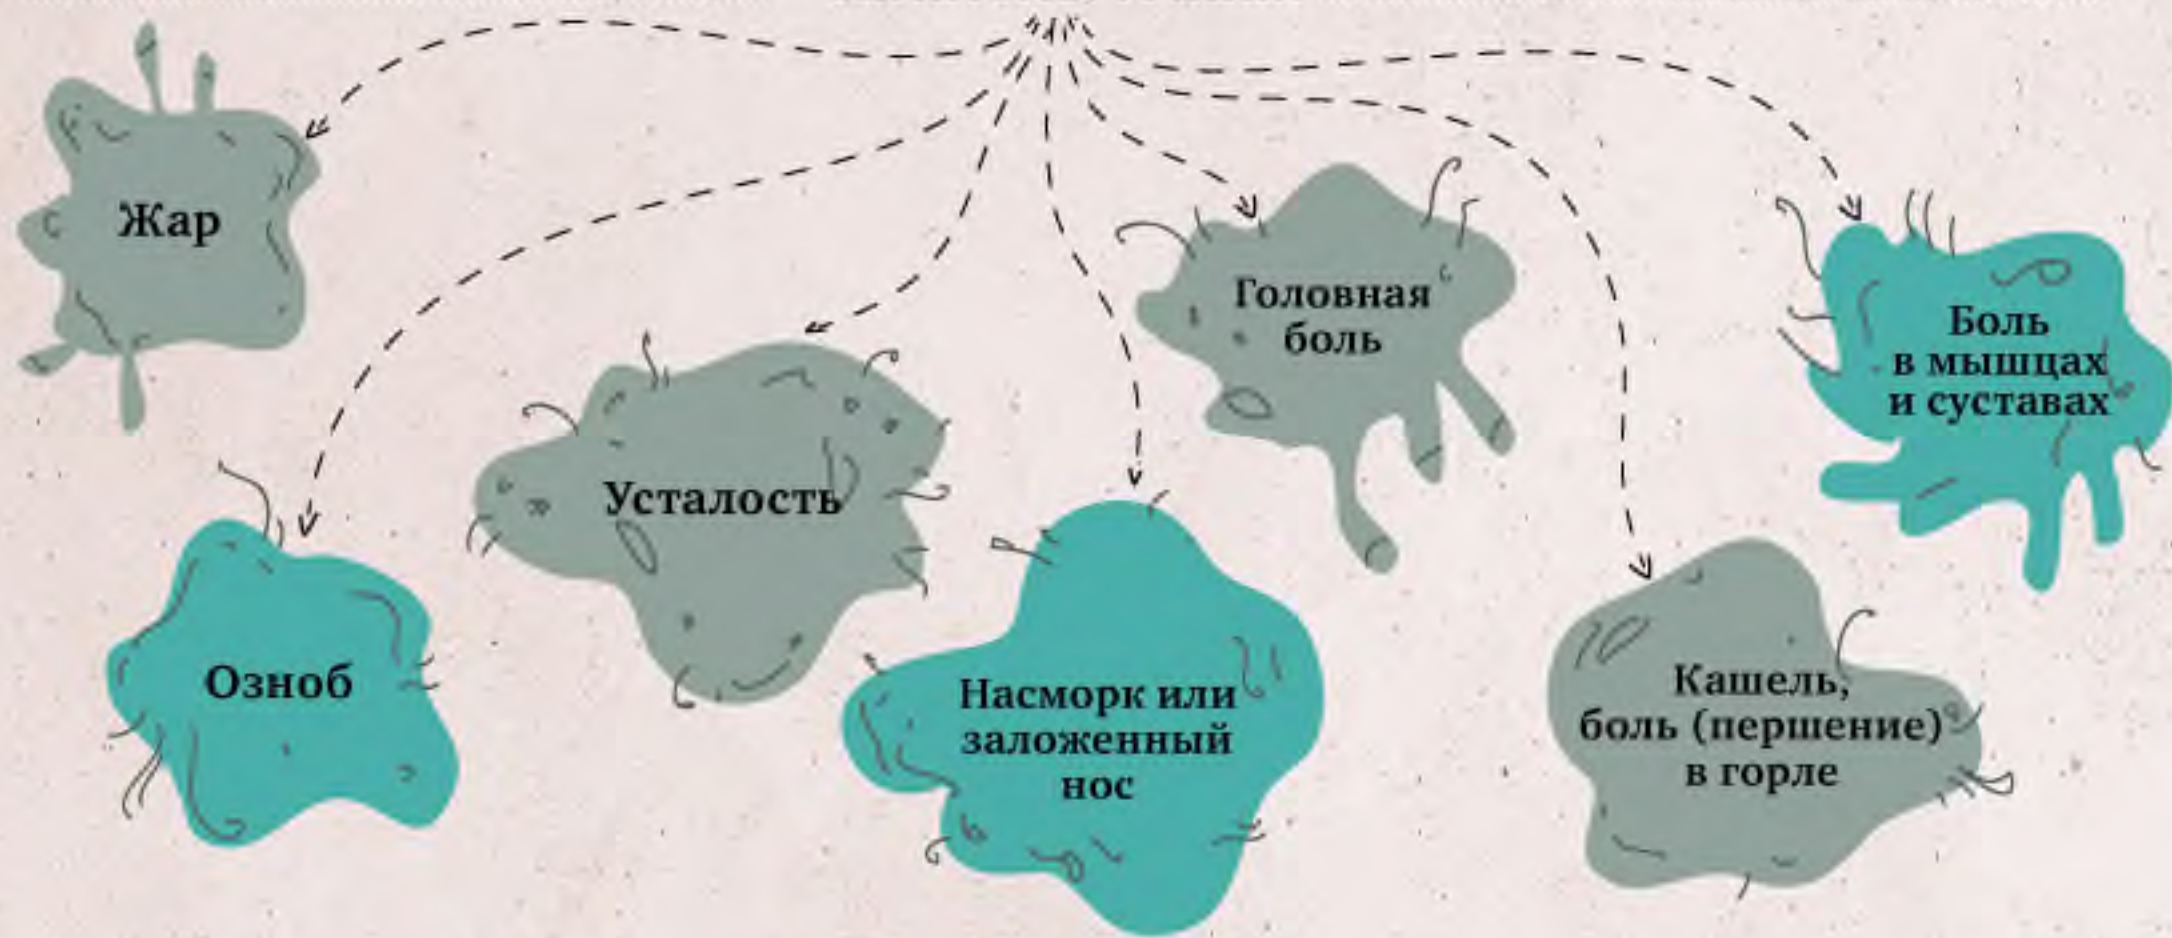 Жар
Головная
боль
Боль
в мышцах
и суставах
Усталость
Озноб
Насморк или
заложенный
нос
Кашель,
боль (першение)
в горле